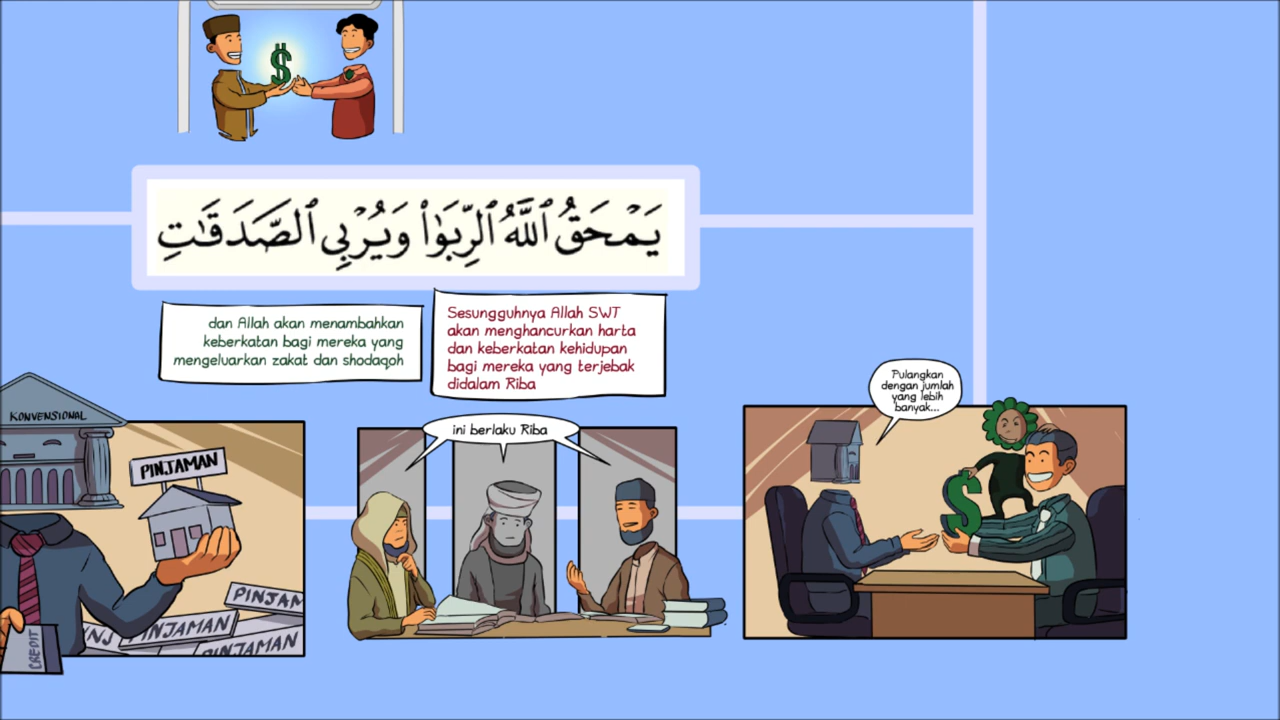 يَمْحَقُ ٱللَّهُ ٱلرِّبَوٰا۟ وَيُرْبِى ٱلصَّدَقَـٰتِ
Sesungguhnya Allah SWT
akan menghancurkan harta
dan keberkatan kehidupan
bagi mereka yang terjebak
didalam Riba
dan Allah akan menambahkan
keberkatan bagi mereka yang
mengeluarkan zakat dan shodaqoh
KONVENSIONAL
PINJAMAN
PINJAM
PINJAMAN
PINJAMAN
CREDIT
ini berlaku Riba
Pulangkan
dengan jumlah
yang lebih
banyak...
$
$